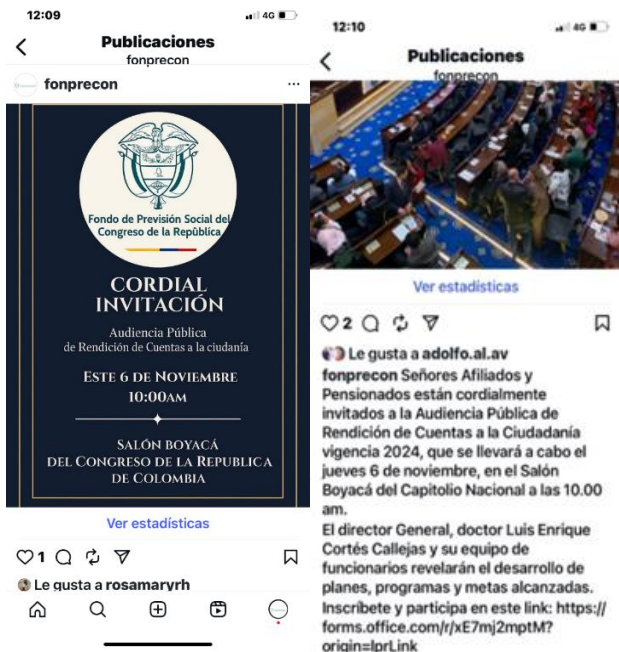 12:09
4G
Publicaciones
fonprecon
fonprecon
Fondo de Previsión Social del
Congreso de la República
CORDIAL
INVITACIÓN
Audiencia Pública
de Rendición de Cuentas a la ciudanía
ESTE 6 DE NOVIEMBRE
10:00AM
SALÓN BOYACÁ
DEL CONGRESO DE LA REPUBLICA
DE COLOMBIA
Ver estadísticas
1
Le gusta a rosamaryrh
12:10
4G
Publicaciones
fonprecon
Ver estadísticas
2
Le gusta a adolfo.al.av
fonprecon Señores Afiliados y
Pensionados están cordialmente
invitados a la Audiencia Pública de
Rendición de Cuentas a la Ciudadanía
vigencia 2024, que se llevará a cabo el
jueves 6 de noviembre, en el Salón
Boyacá del Capitolio Nacional a las 10.00
am.
El director General, doctor Luis Enrique
Cortés Callejas y su equipo de
funcionarios revelarán el desarrollo de
planes, programas y metas alcanzadas.
Inscríbete y participa en este link: https://
forms.office.com/r/xE7mj2mptM?
origin=lprLink